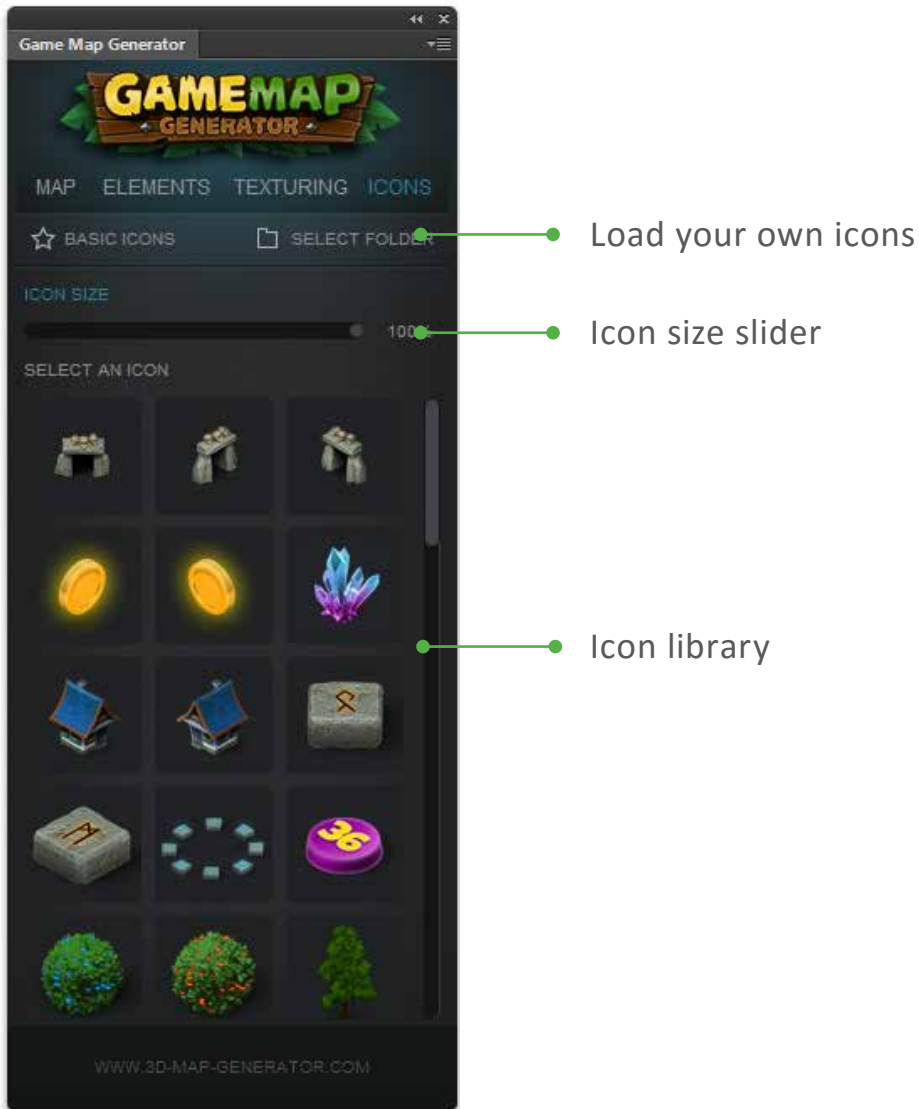 Game Map Generator
GAMEMAP
GENERATOR
MAP ELEMENTS TEXTURING ICONS
BASIC ICONS SELECT FOLDER
Load your own icons
ICON SIZE
100%
Icon size slider
SELECT AN ICON
Icon library
36
WWW.3D-MAP-GENERATOR.COM